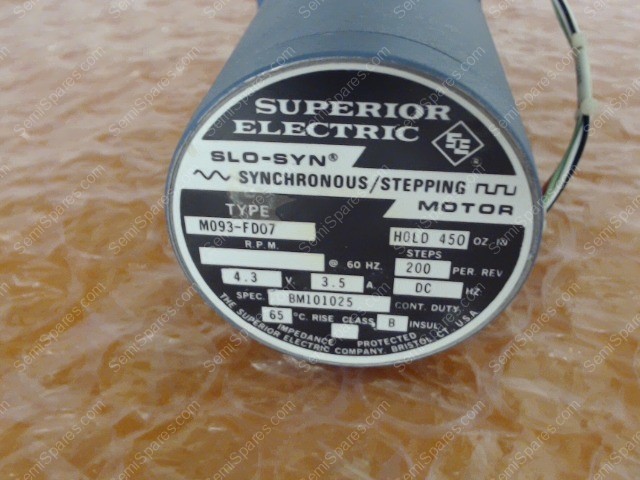 SUPERIOR
ELECTRIC
SLO-SYN®
SYNCHRONOUS/STEPPING
MOTOR
TYPE
M093-FD07
HOLD 450 OZ. IN
R.P.M. STEPS
@ 60 HZ. 200 PER REV
4.3 V. 3.5 A. DC HZ.
SPEC. BM101025 CONT. DUTY
65 °C. RISE CLASS B INSUL.
IMPEDANCE PROTECTED
THE SUPERIOR ELECTRIC COMPANY, BRISTOL, CT. U.S.A.
SemiSpares.com